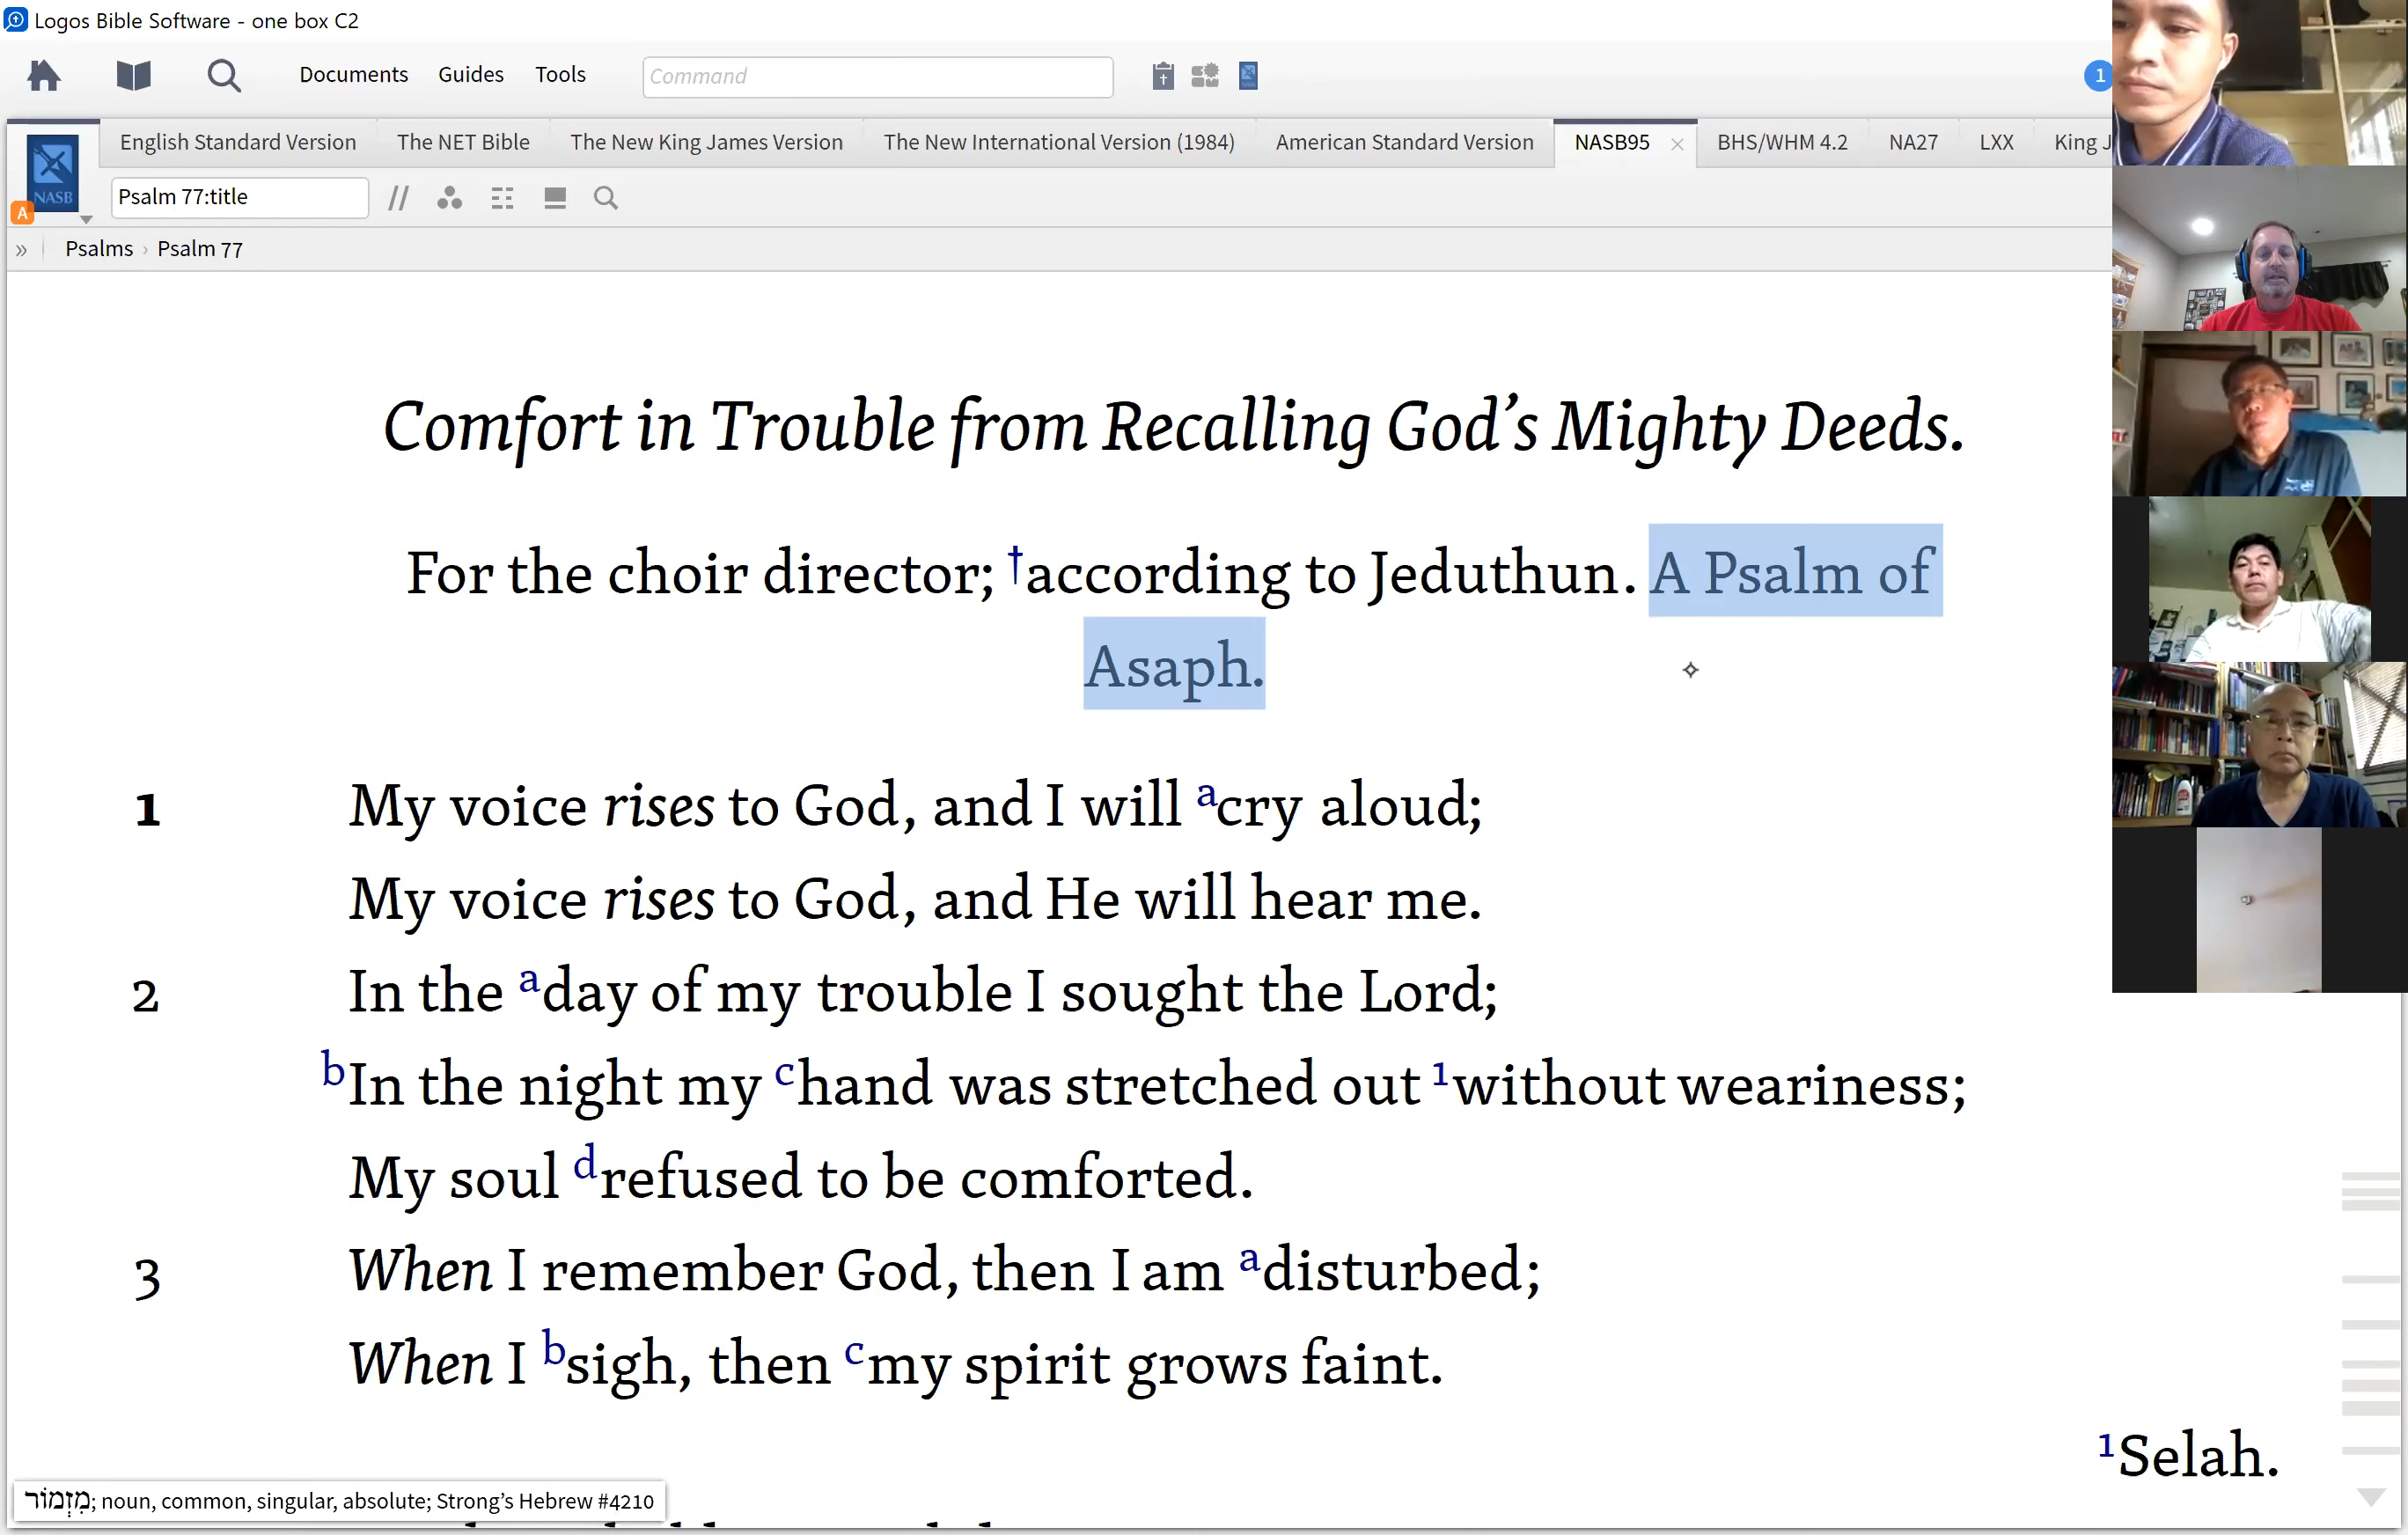 Logos Bible Software - one box C2
Documents Guides Tools Command 1
English Standard Version The NET Bible The New King James Version The New International Version (1984) American Standard Version NASB95 BHS/WHM 4.2 NA27 LXX King J
NASB
A
Psalm 77:title
» Psalms › Psalm 77
Comfort in Trouble from Recalling God’s Mighty Deeds.
For the choir director; †according to Jeduthun. A Psalm of
Asaph.
1 My voice rises to God, and I will acry aloud;
My voice rises to God, and He will hear me.
2 In the aday of my trouble I sought the Lord;
bIn the night my chand was stretched out 1without weariness;
My soul drefused to be comforted.
3 When I remember God, then I am adisturbed;
When I bsigh, then cmy spirit grows faint.
1Selah.
מִזְמוֹר; noun, common, singular, absolute; Strong’s Hebrew #4210